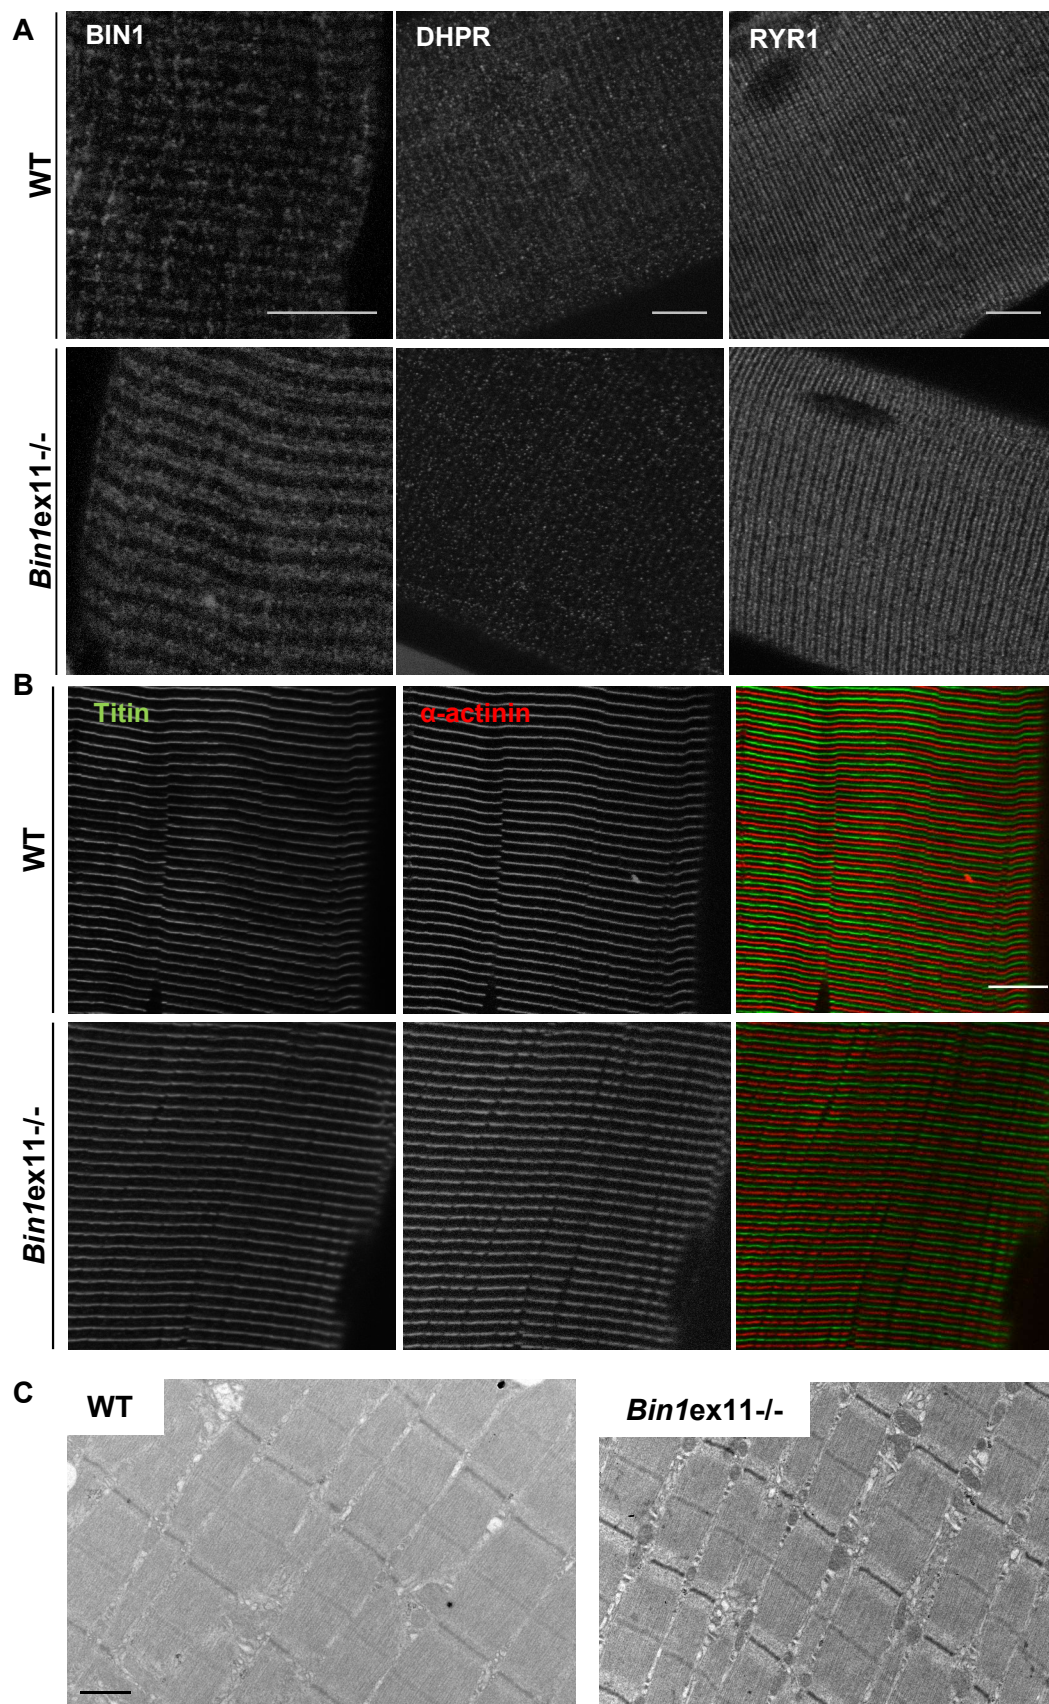 A
BIN1
DHPR
RYR1
WT
Bin1ex11-/-
B
Titin
α-actinin
WT
Bin1ex11-/-
C
WT
Bin1ex11-/-